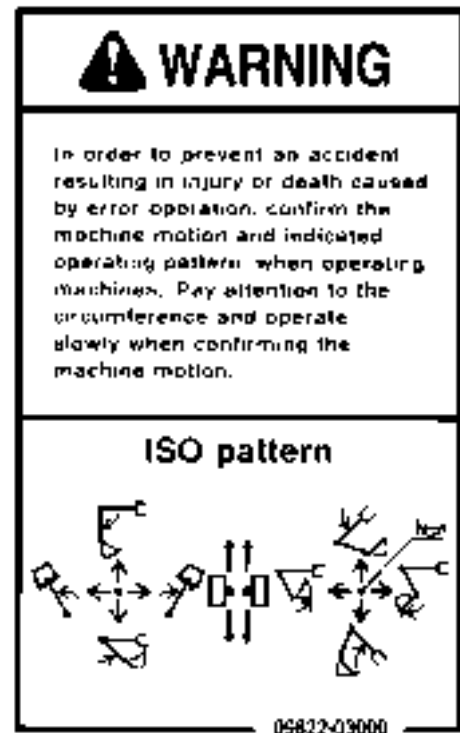 WARNING
In order to prevent an accident
resulting in injury or death caused
by error operation, confirm the
machine motion and indicated
operating pattern when operating
machines. Pay attention to the
circumference and operate
slowly when confirming the
machine motion.
ISO pattern
09822-03000